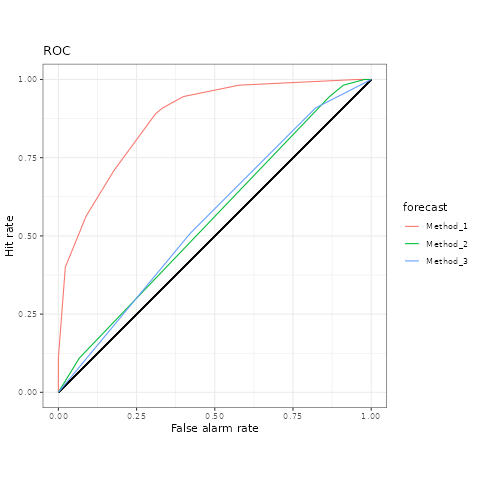 ROC
1.00
0.75
0.50
0.25
0.00
Hit rate
0.00 0.25 0.50 0.75 1.00
False alarm rate
forecast
Method_1
Method_2
Method_3